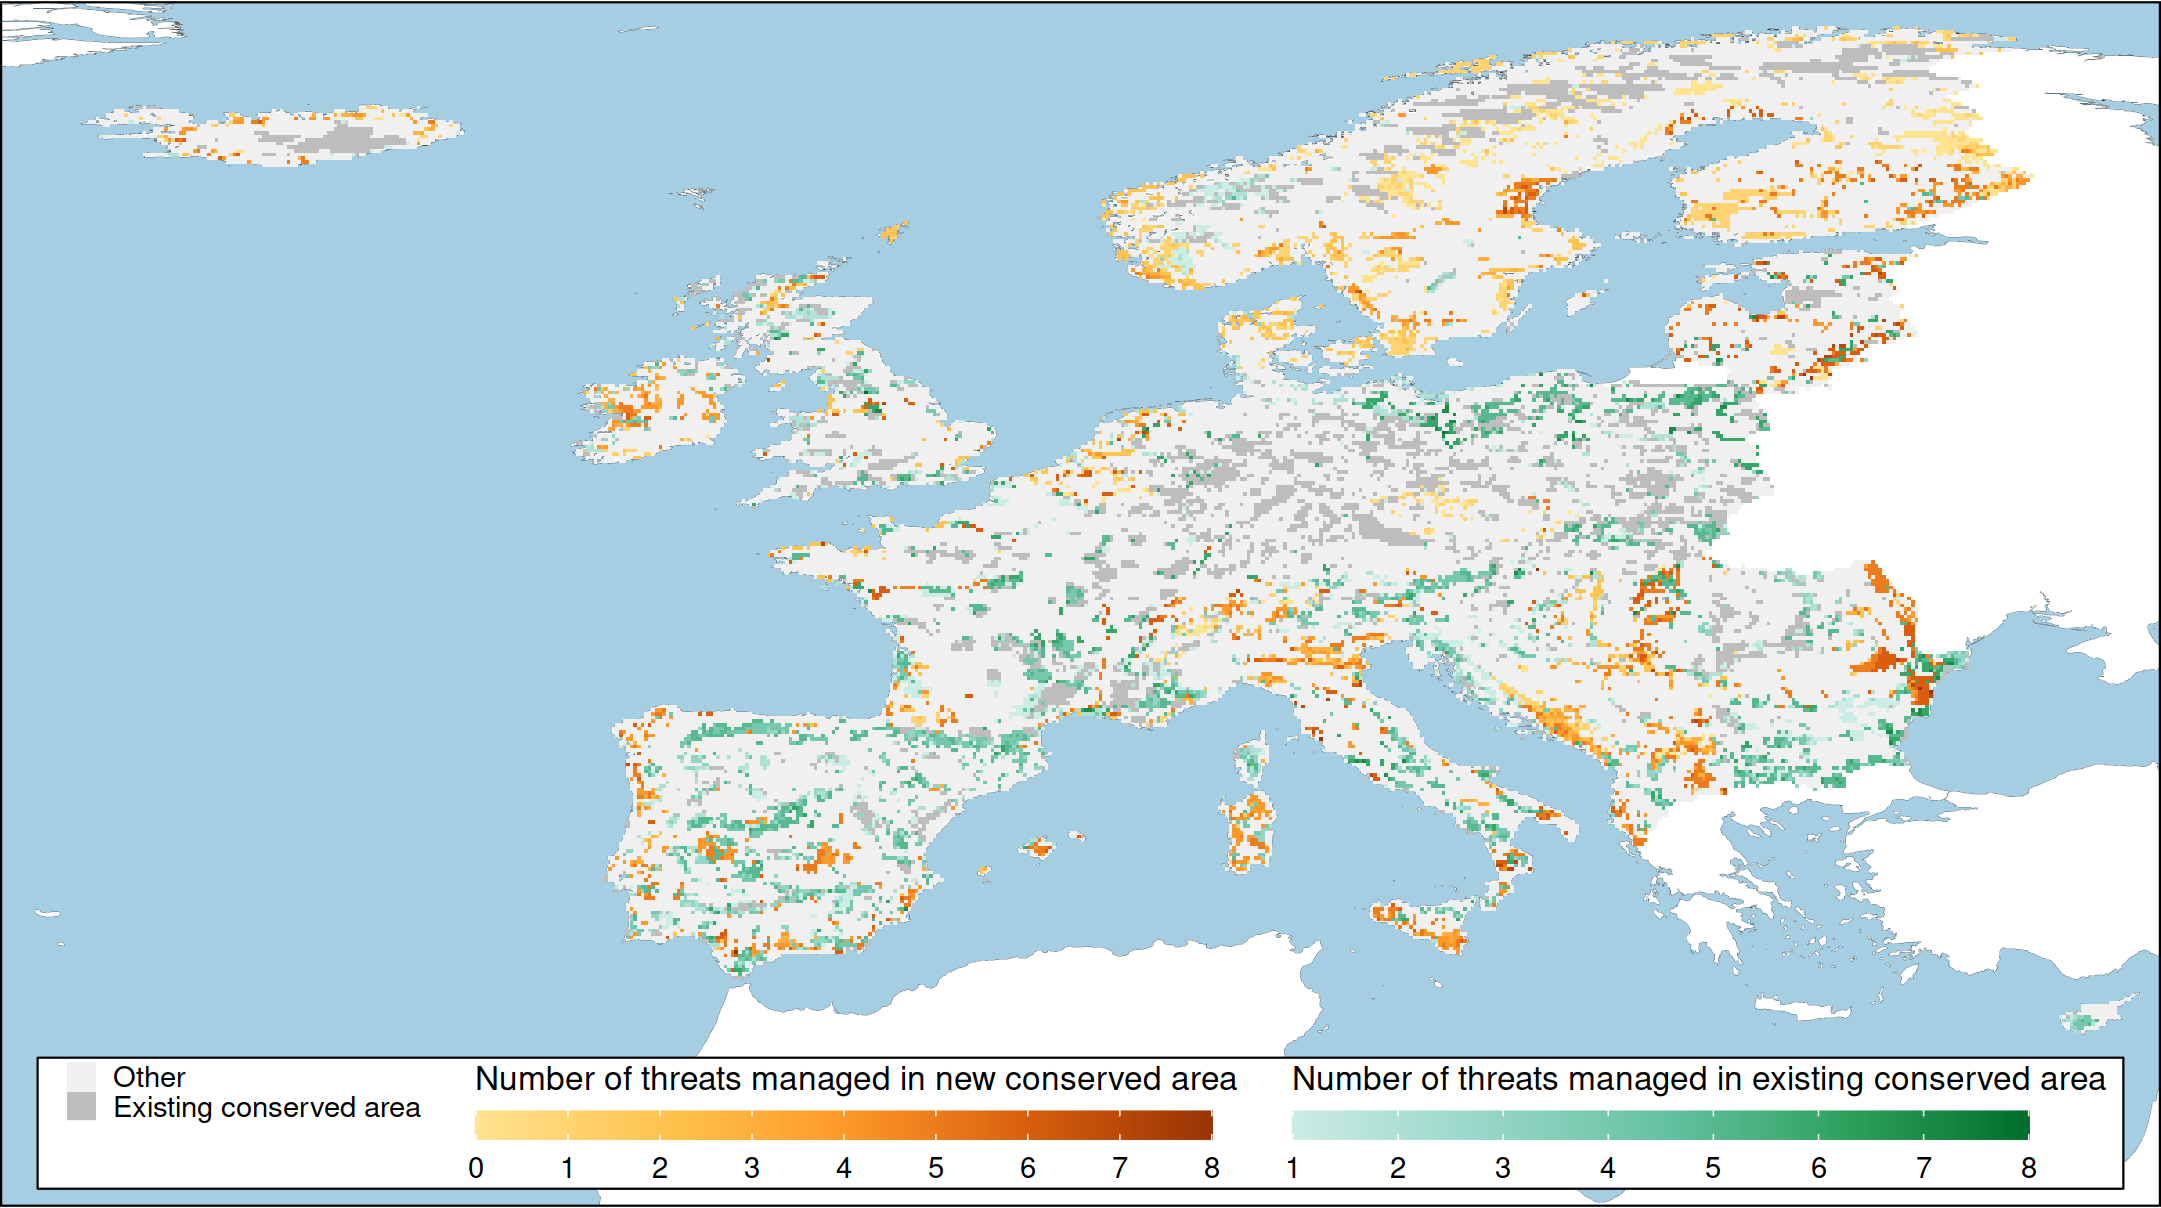 Other
Existing conserved area
Number of threats managed in new conserved area
0 1 2 3 4 5 6 7 8
Number of threats managed in existing conserved area
1 2 3 4 5 6 7 8